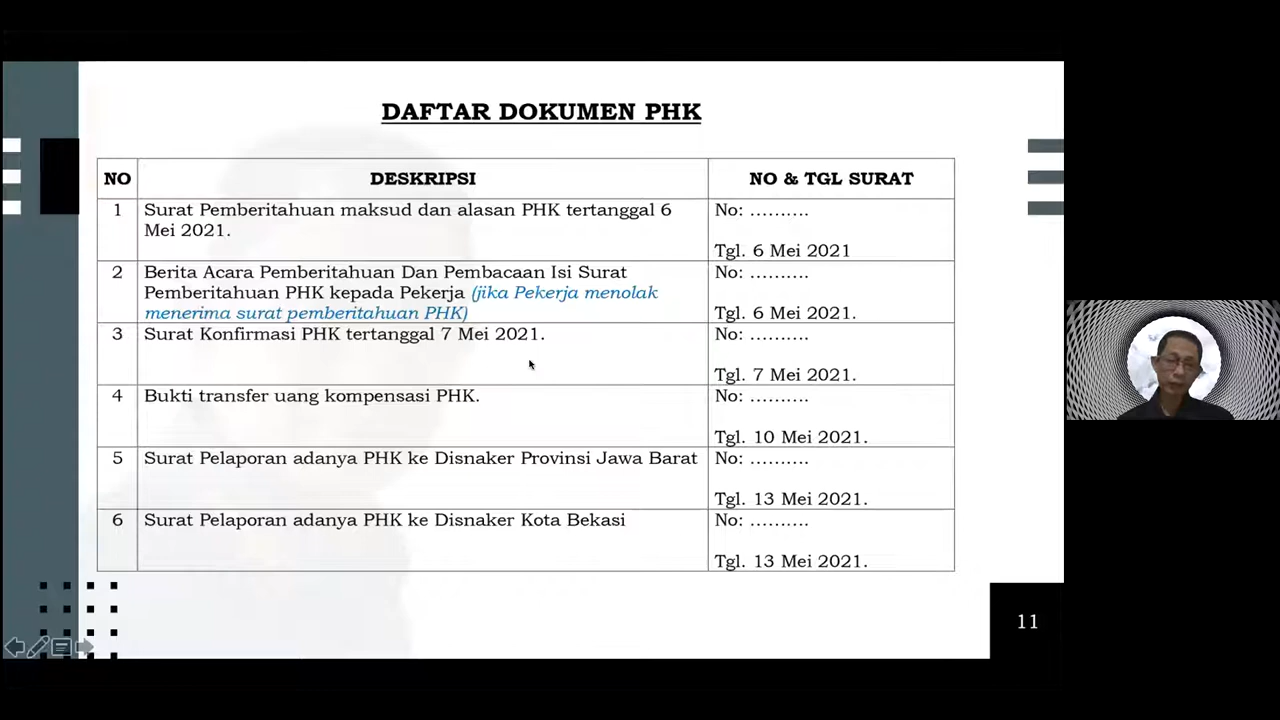 DAFTAR DOKUMEN PHK
NO
DESKRIPSI
NO & TGL SURAT
1
Surat Pemberitahuan maksud dan alasan PHK tertanggal 6
Mei 2021.
No: ..........
Tgl. 6 Mei 2021
2
Berita Acara Pemberitahuan Dan Pembacaan Isi Surat
Pemberitahuan PHK kepada Pekerja (jika Pekerja menolak
menerima surat pemberitahuan PHK)
No: ..........
Tgl. 6 Mei 2021.
3
Surat Konfirmasi PHK tertanggal 7 Mei 2021.
No: ..........
Tgl. 7 Mei 2021.
4
Bukti transfer uang kompensasi PHK.
No: ..........
Tgl. 10 Mei 2021.
5
Surat Pelaporan adanya PHK ke Disnaker Provinsi Jawa Barat
No: ..........
Tgl. 13 Mei 2021.
6
Surat Pelaporan adanya PHK ke Disnaker Kota Bekasi
No: ..........
Tgl. 13 Mei 2021.
11